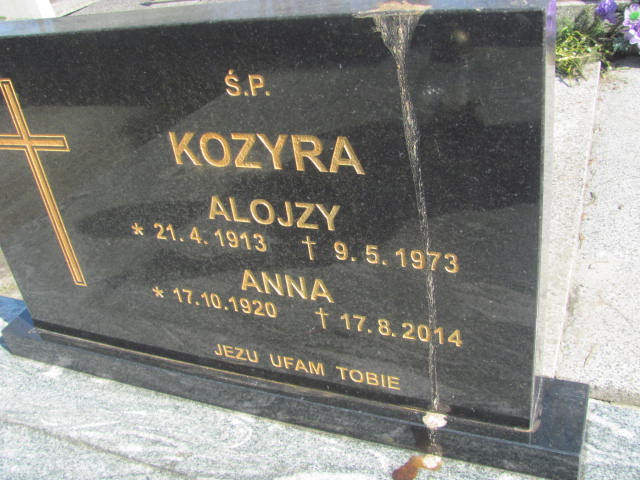 Ś.P.
KOZYRA
ALOJZY
* 21. 4. 1913 † 9. 5. 1973
ANNA
* 17.10.1920 † 17. 8. 2014
JEZU UFAM TOBIE